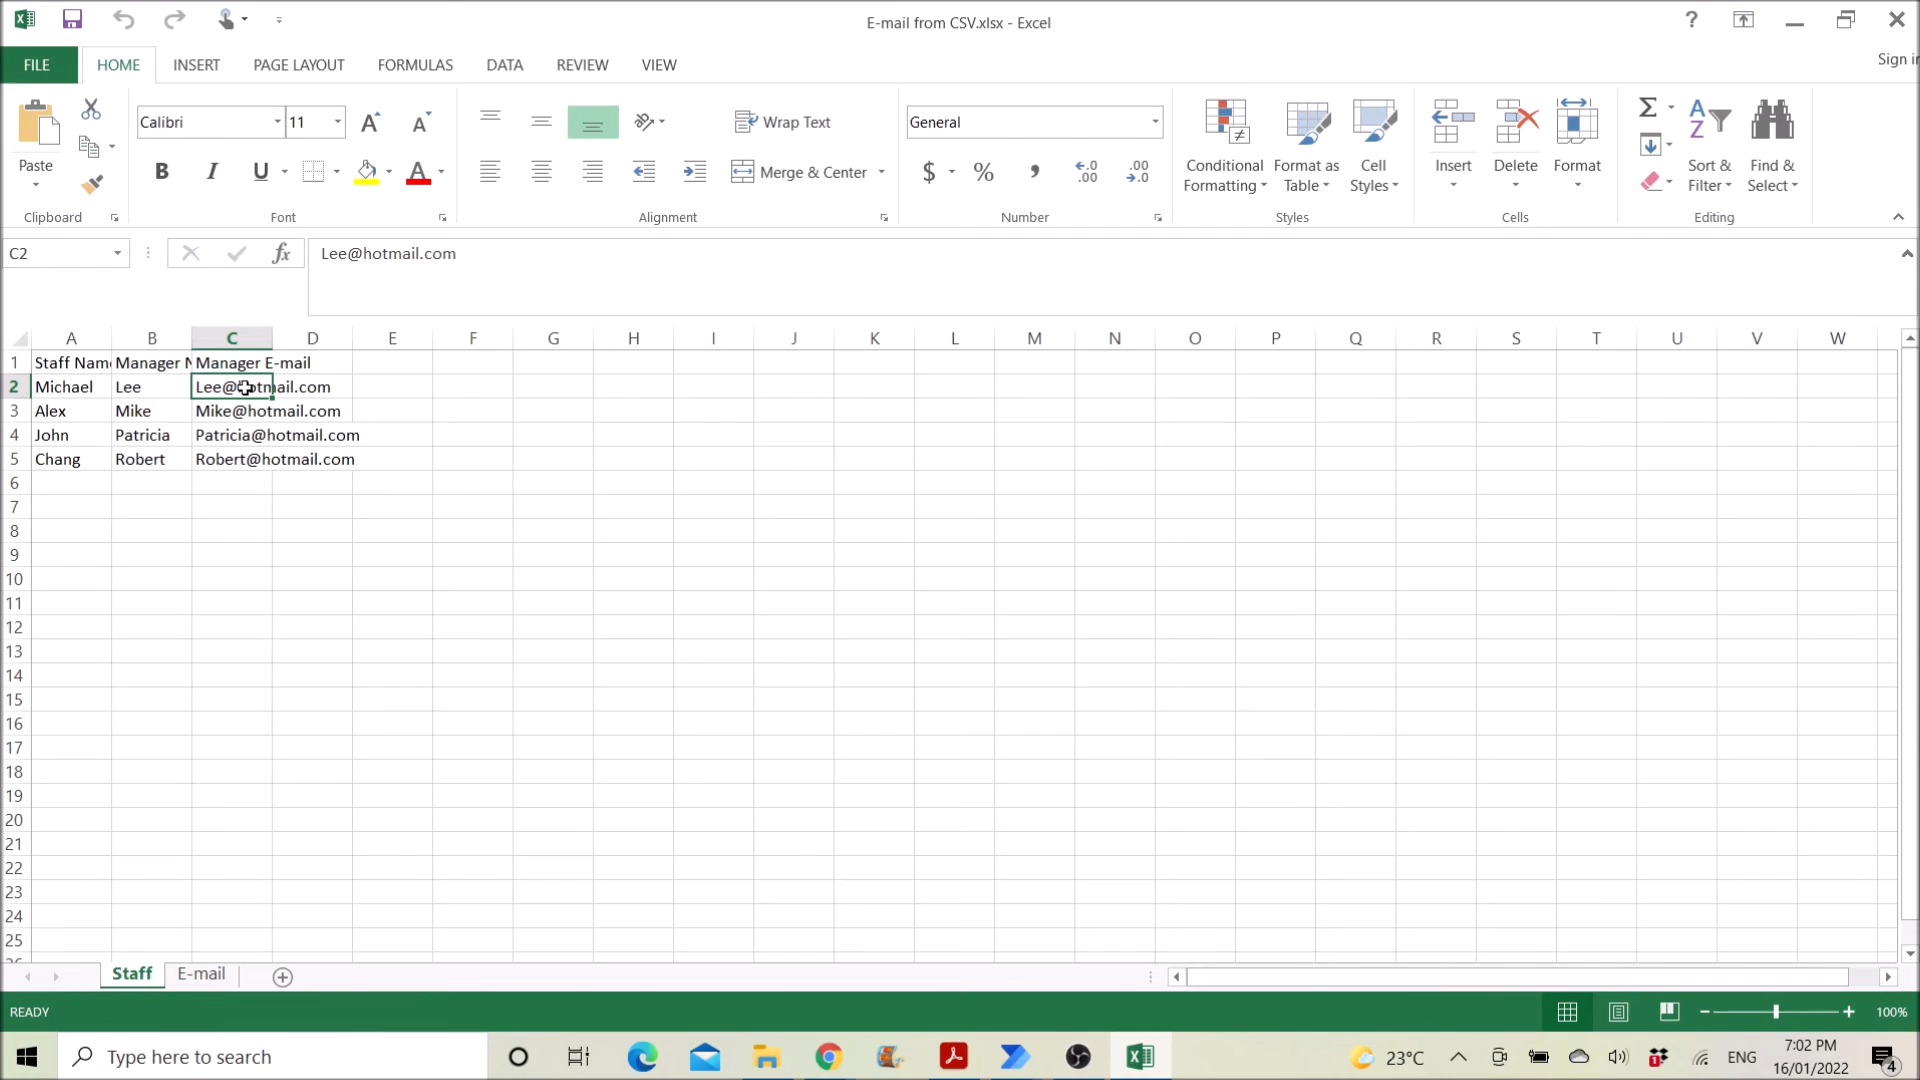 E-mail from CSV.xlsx - Excel
?
FILE HOME INSERT PAGE LAYOUT FORMULAS DATA REVIEW VIEW
Sign in
Calibri 11
Wrap Text
General
Paste
B I U A
Merge & Center
$ % , .00
Conditional Formatting
Format as Table
Cell Styles
Insert
Delete
Format
Sort & Filter
Find & Select
Clipboard Font Alignment Number Styles Cells Editing
C2 fx Lee@hotmail.com
A B C D E F G H I J K L M N O P Q R S T U V W
1 Staff Name Manager N Manager E-mail
2 Michael Lee Lee@hotmail.com
3 Alex Mike Mike@hotmail.com
4 John Patricia Patricia@hotmail.com
5 Chang Robert Robert@hotmail.com
6
7
8
9
10
11
12
13
14
15
16
17
18
19
20
21
22
23
24
25
Staff E-mail
READY
100%
Type here to search
23°C
ENG
7:02 PM
16/01/2022
4